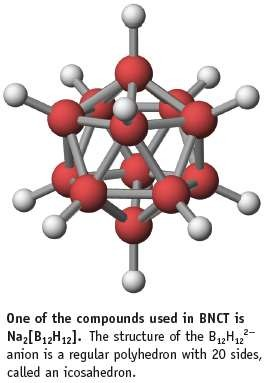 One of the compounds used in BNCT is
Na₂[B₁₂H₁₂]. The structure of the B₁₂H₁₂²⁻
anion is a regular polyhedron with 20 sides,
called an icosahedron.